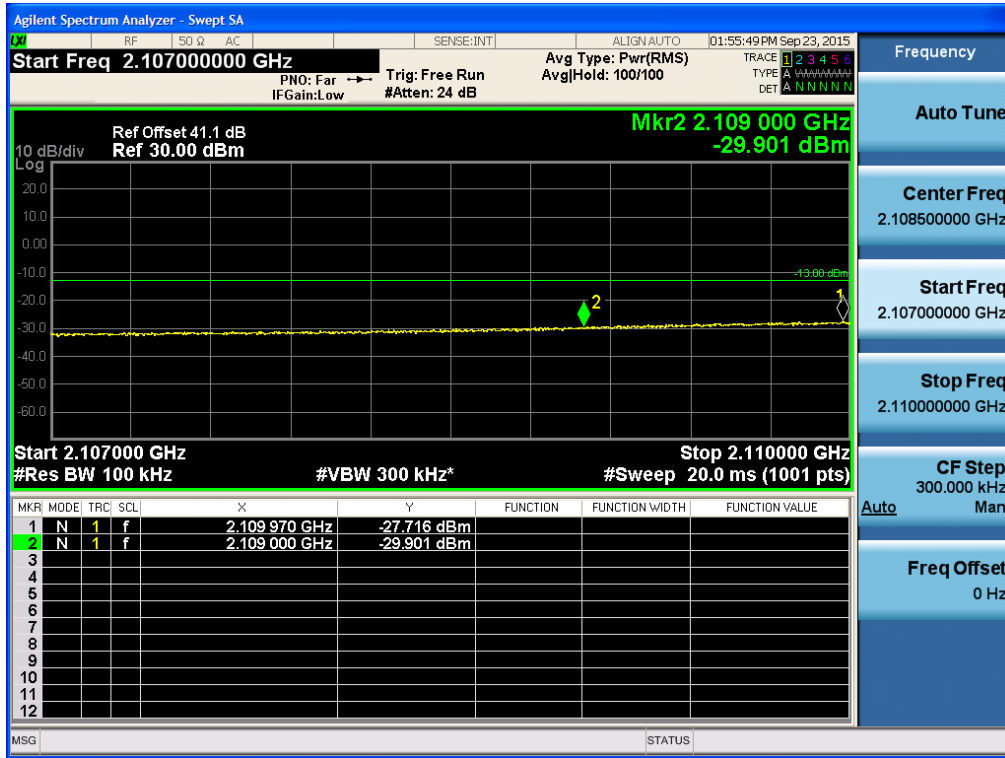 Agilent Spectrum Analyzer - Swept SA
LXI RF 50 Ω AC SENSE:INT ALIGN AUTO 01:55:49 PM Sep 23, 2015
Start Freq 2.107000000 GHz
PNO: Far
IFGain:Low
Trig: Free Run
#Atten: 24 dB
Avg Type: Pwr(RMS)
Avg|Hold: 100/100
TRACE 1 2 3 4 5 6
TYPE A WWWWW
DET A N N N N N
Ref Offset 41.1 dB
10 dB/div Ref 30.00 dBm
Log
Mkr2 2.109 000 GHz
-29.901 dBm
20.0
10.0
0.00
-10.0
-20.0
-30.0
-40.0
-50.0
-60.0
-13.00 dBm
1
2
Start 2.107000 GHz Stop 2.110000 GHz
#Res BW 100 kHz #VBW 300 kHz* #Sweep 20.0 ms (1001 pts)
MKR MODE TRC SCL X Y FUNCTION FUNCTION WIDTH FUNCTION VALUE
1 N 1 f 2.109 970 GHz -27.716 dBm
2 N 1 f 2.109 000 GHz -29.901 dBm
3
4
5
6
7
8
9
10
11
12
MSG STATUS
Frequency
Auto Tune
Center Freq
2.108500000 GHz
Start Freq
2.107000000 GHz
Stop Freq
2.110000000 GHz
CF Step
300.000 kHz
Auto Man
Freq Offset
0 Hz